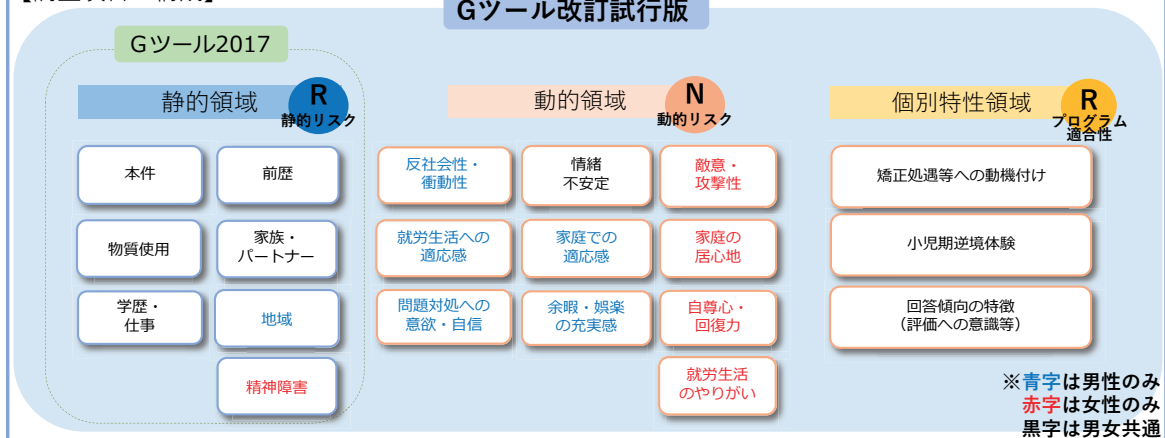 Gツール改訂試行版
Gツール2017
静的領域
R
静的リスク
動的領域
N
動的リスク
個別特性領域
R
プログラム
適合性
本件
前歴
物質使用
家族・
パートナー
学歴・
仕事
地域
精神障害
反社会性・
衝動性
情緒
不安定
敵意・
攻撃性
就労生活への
適応感
家庭での
適応感
家庭の
居心地
問題対処への
意欲・自信
余暇・娯楽
の充実感
自尊心・
回復力
就労生活
のやりがい
矯正処遇等への動機付け
小児期逆境体験
回答傾向の特徴
(評価への意識等)
※青字は男性のみ
赤字は女性のみ
黒字は男女共通